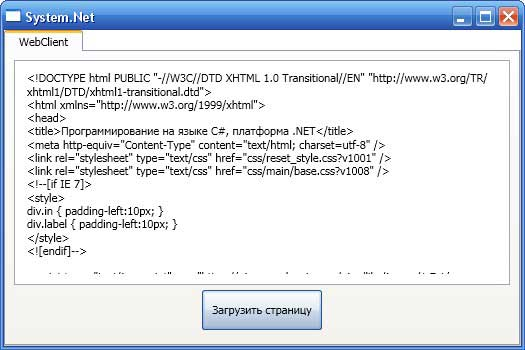 System.Net
WebClient
<!DOCTYPE html PUBLIC "-//W3C//DTD XHTML 1.0 Transitional//EN" "http://www.w3.org/TR/
xhtml1/DTD/xhtml1-transitional.dtd">
<html xmlns="http://www.w3.org/1999/xhtml">
<head>
<title>Программирование на языке C#, платформа .NET</title>
<meta http-equiv="Content-Type" content="text/html; charset=utf-8" />
<link rel="stylesheet" type="text/css" href="css/reset_style.css?v1001" />
<link rel="stylesheet" type="text/css" href="css/main/base.css?v1008" />
<!--[if IE 7]>
<style>
div.in { padding-left:10px; }
div.label { padding-left:10px; }
</style>
<![endif]-->
Загрузить страницу